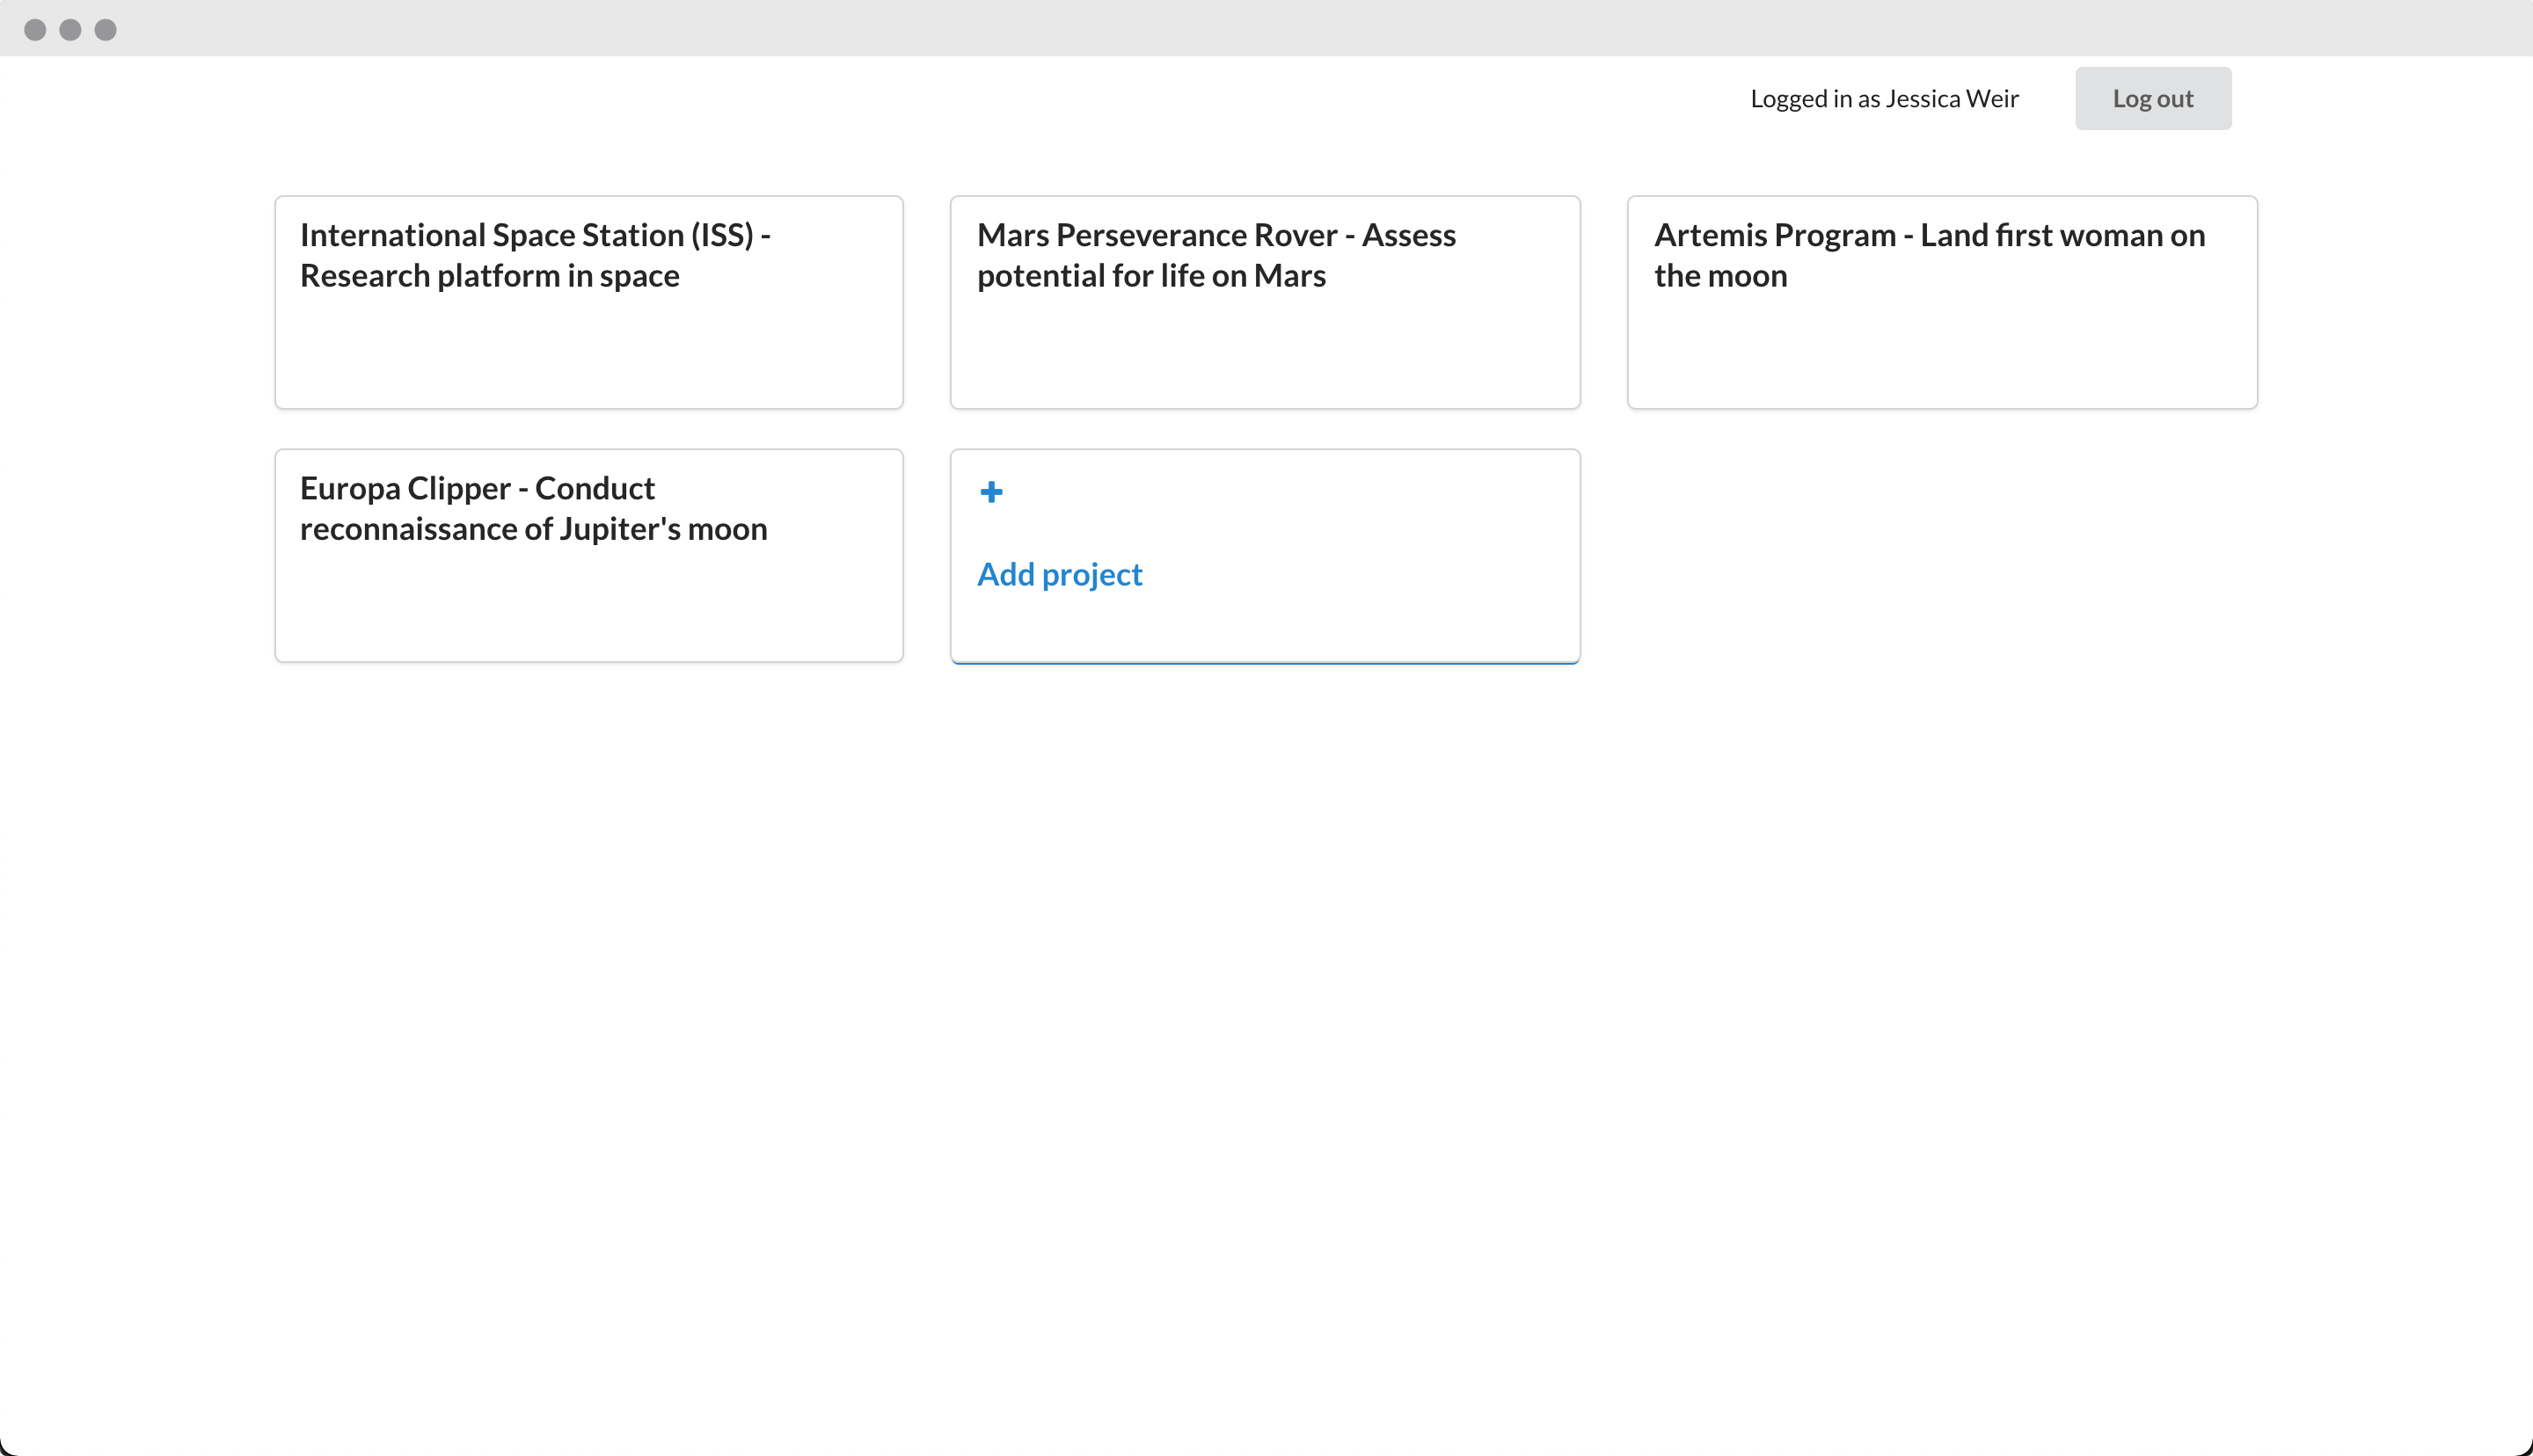 Logged in as Jessica Weir
Log out
International Space Station (ISS) -
Research platform in space
Mars Perseverance Rover - Assess
potential for life on Mars
Artemis Program - Land first woman on
the moon
Europa Clipper - Conduct
reconnaissance of Jupiter's moon
Add project